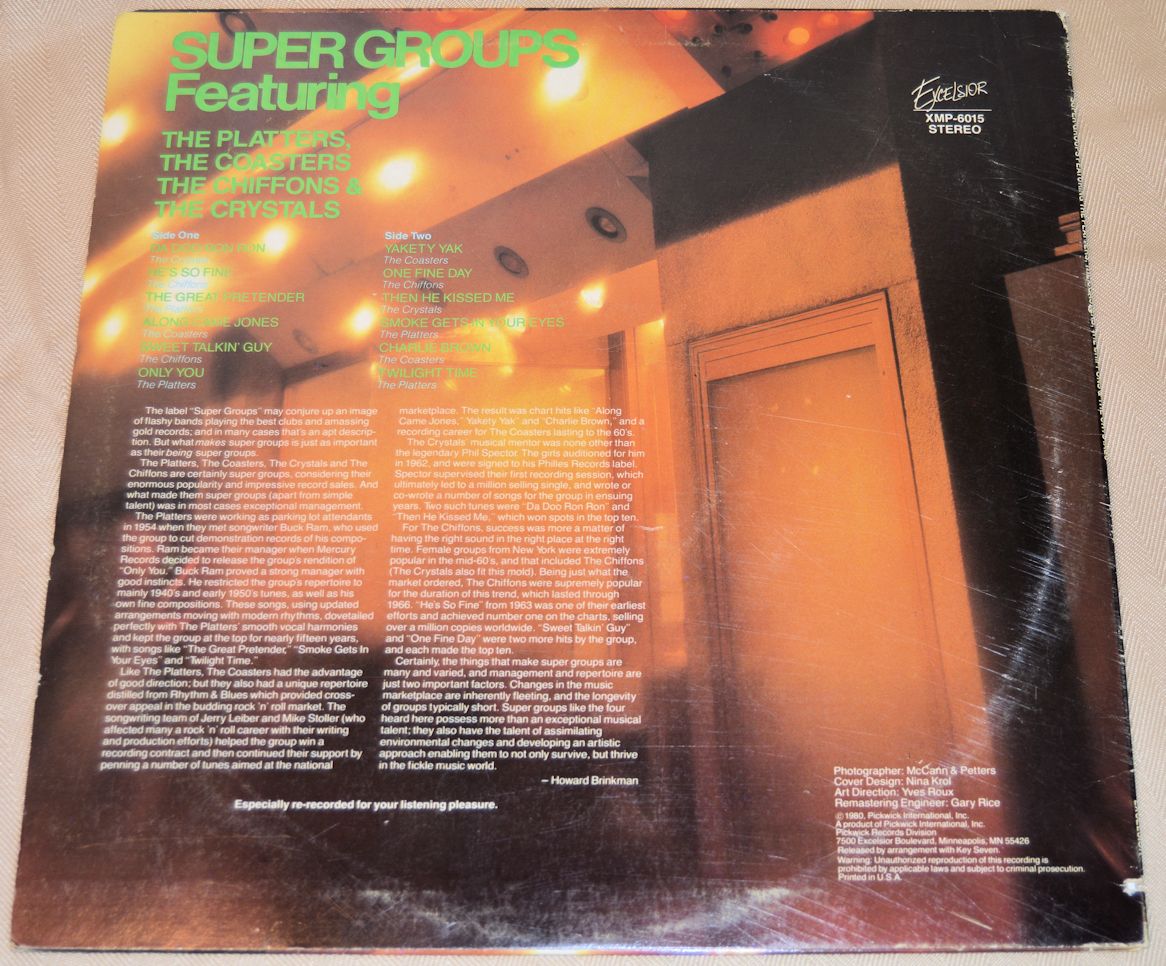 SUPER GROUPS
Featuring
THE PLATTERS,
THE COASTERS
THE CHIFFONS &
THE CRYSTALS
EXCELSIOR
XMP-6015
STEREO
Side One
DA DOO RON RON
The Crystals
HE'S SO FINE
The Chiffons
THE GREAT PRETENDER
The Platters
ALONG CAME JONES
The Coasters
SWEET TALKIN' GUY
The Chiffons
ONLY YOU
The Platters
Side Two
YAKETY YAK
The Coasters
ONE FINE DAY
The Chiffons
THEN HE KISSED ME
The Crystals
SMOKE GETS IN YOUR EYES
The Platters
CHARLIE BROWN
The Coasters
TWILIGHT TIME
The Platters
The label "Super Groups" may conjure up an image
of flashy bands playing the best clubs and amassing
gold records; and in many cases that's an apt descrip-
tion. But what makes super groups is just as important
as their being super groups.
The Platters, The Coasters, The Crystals and The
Chiffons are certainly super groups, considering their
enormous popularity and impressive record sales. And
what made them super groups (apart from simple
talent) was in most cases exceptional management.
The Platters were working as parking lot attendants
in 1954 when they met songwriter Buck Ram, who used
the group to cut demonstration records of his compo-
sitions. Ram became their manager when Mercury
Records decided to release the group's rendition of
"Only You." Buck Ram proved a strong manager with
good instincts. He restricted the group's repertoire to
mainly 1940's and early 1950's tunes, as well as his
own fine compositions. These songs, using updated
arrangements moving with modern rhythms, dovetailed
perfectly with The Platters' smooth vocal harmonies
and kept the group at the top for nearly fifteen years,
with songs like "The Great Pretender," "Smoke Gets In
Your Eyes" and "Twilight Time."
Like The Platters, The Coasters had the advantage
of good direction; but they also had a unique repertoire
distilled from Rhythm & Blues which provided cross-
over appeal in the budding rock 'n' roll market. The
songwriting team of Jerry Leiber and Mike Stoller (who
affected many a rock 'n' roll career with their writing
and production efforts) helped the group win a
recording contract and then continued their support by
penning a number of tunes aimed at the national
marketplace. The result was chart hits like "Along
Came Jones," "Yakety Yak" and "Charlie Brown," and a
recording career for The Coasters lasting to the 60's.
The Crystals' musical mentor was none other than
the legendary Phil Spector. The girls auditioned for him
in 1962, and were signed to his Philles Records label.
Spector supervised their first recording session, which
ultimately led to a million selling single, and wrote or
co-wrote a number of songs for the group in ensuing
years. Two such tunes were "Da Doo Ron Ron" and
"Then He Kissed Me," which won spots in the top ten.
For The Chiffons, success was more a matter of
having the right sound in the right place at the right
time. Female groups from New York were extremely
popular in the mid-60's, and that included The Chiffons
(The Crystals also fit this mold). Being just what the
market ordered, The Chiffons were supremely popular
for the duration of this trend, which lasted through
1966. "He's So Fine" from 1963 was one of their earliest
efforts and achieved number one on the charts, selling
over a million copies worldwide. "Sweet Talkin' Guy"
and "One Fine Day" were two more hits by the group,
and each made the top ten.
Certainly, the things that make super groups are
many and varied, and management and repertoire are
just two important factors. Changes in the music
marketplace are inherently fleeting, and the longevity
of groups typically short. Super groups like the four
heard here possess more than an exceptional musical
talent; they also have the talent of assimilating
environmental changes and developing an artistic
approach enabling them to not only survive, but thrive
in the fickle music world.
– Howard Brinkman
Especially re-recorded for your listening pleasure.
Photographer: McCann & Petters
Cover Design: Nina Krol
Art Direction: Yves Roux
Remastering Engineer: Gary Rice
© 1980, Pickwick International, Inc.
A product of Pickwick International, Inc.
Pickwick Records Division
7500 Excelsior Boulevard, Minneapolis, MN 55426
Released by arrangement with Key Seven.
Warning: Unauthorized reproduction of this recording is
prohibited by applicable laws and subject to criminal prosecution.
Printed in U.S.A.